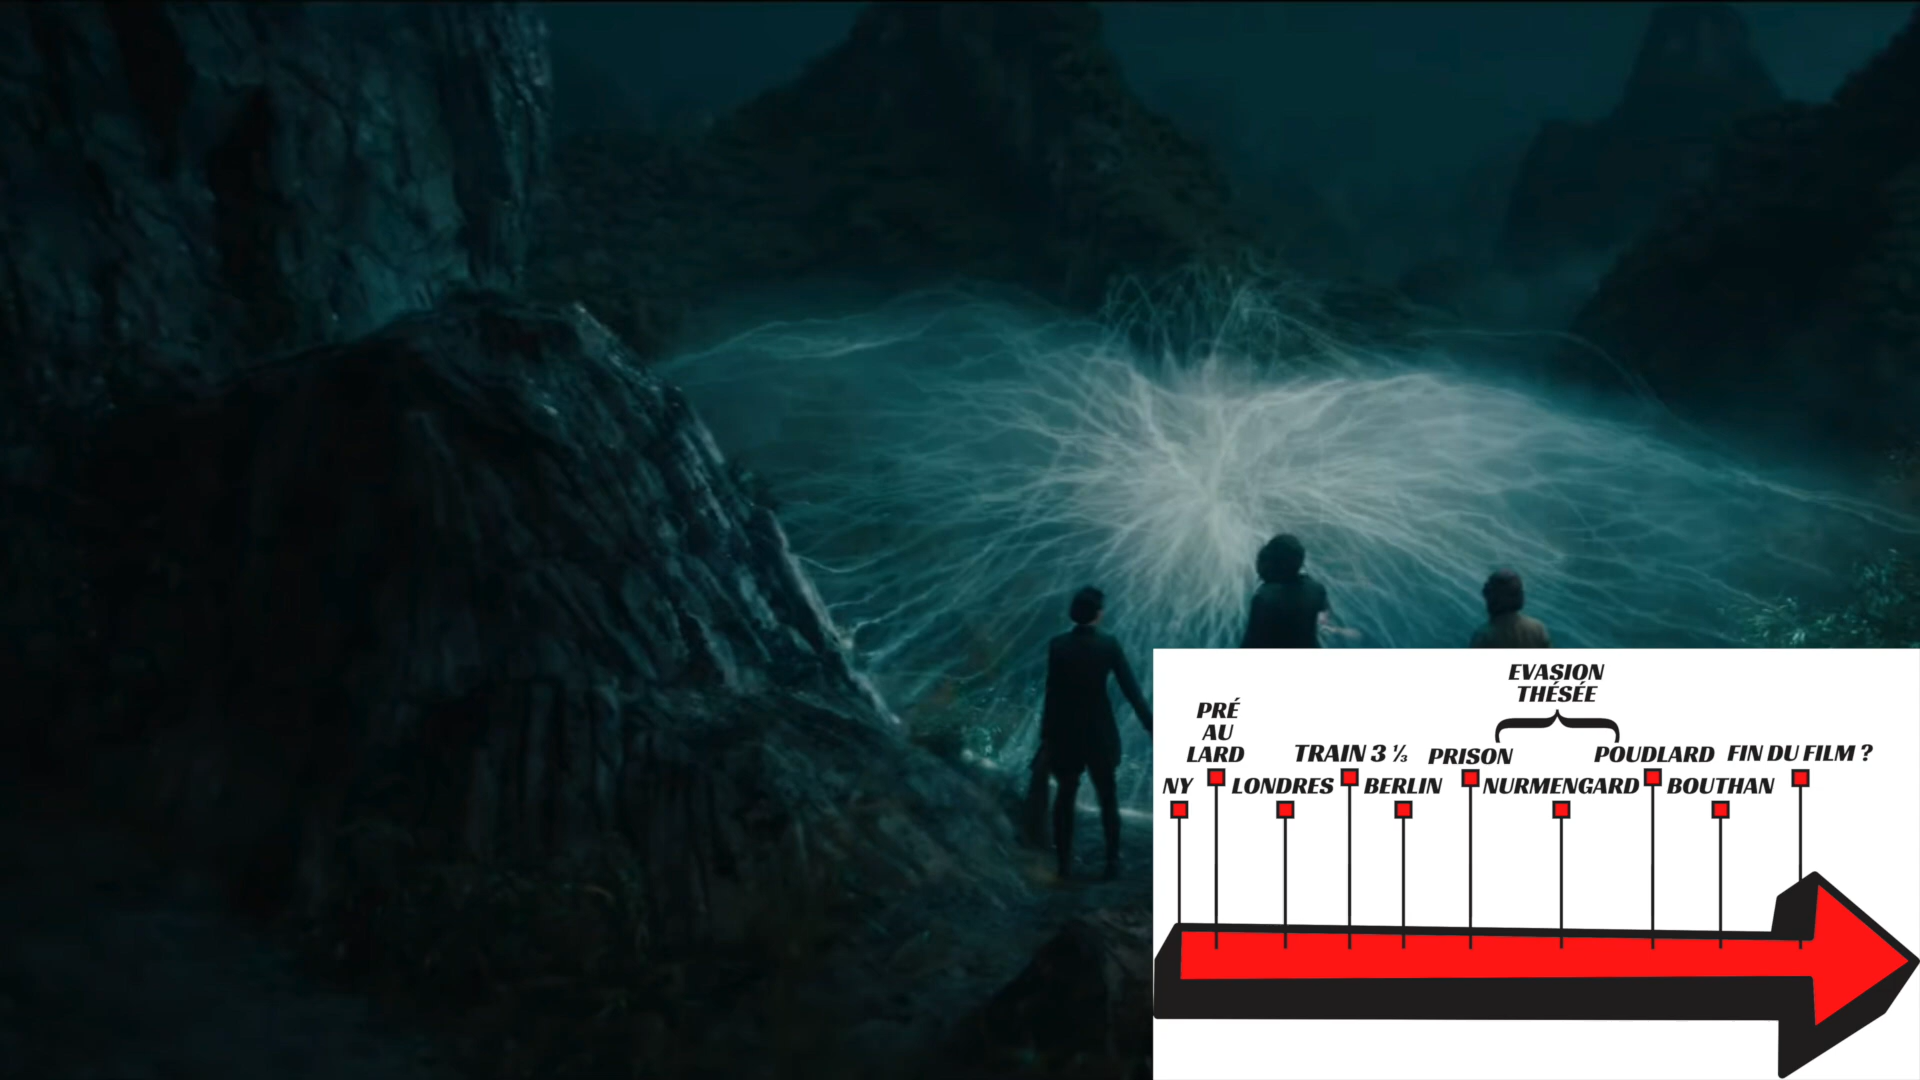 EVASION
THÉSÉE
PRÉ
AU
LARD
TRAIN 3 ⅓
PRISON
POUDLARD
FIN DU FILM ?
NY
LONDRES
BERLIN
NURMENGARD
BOUTHAN